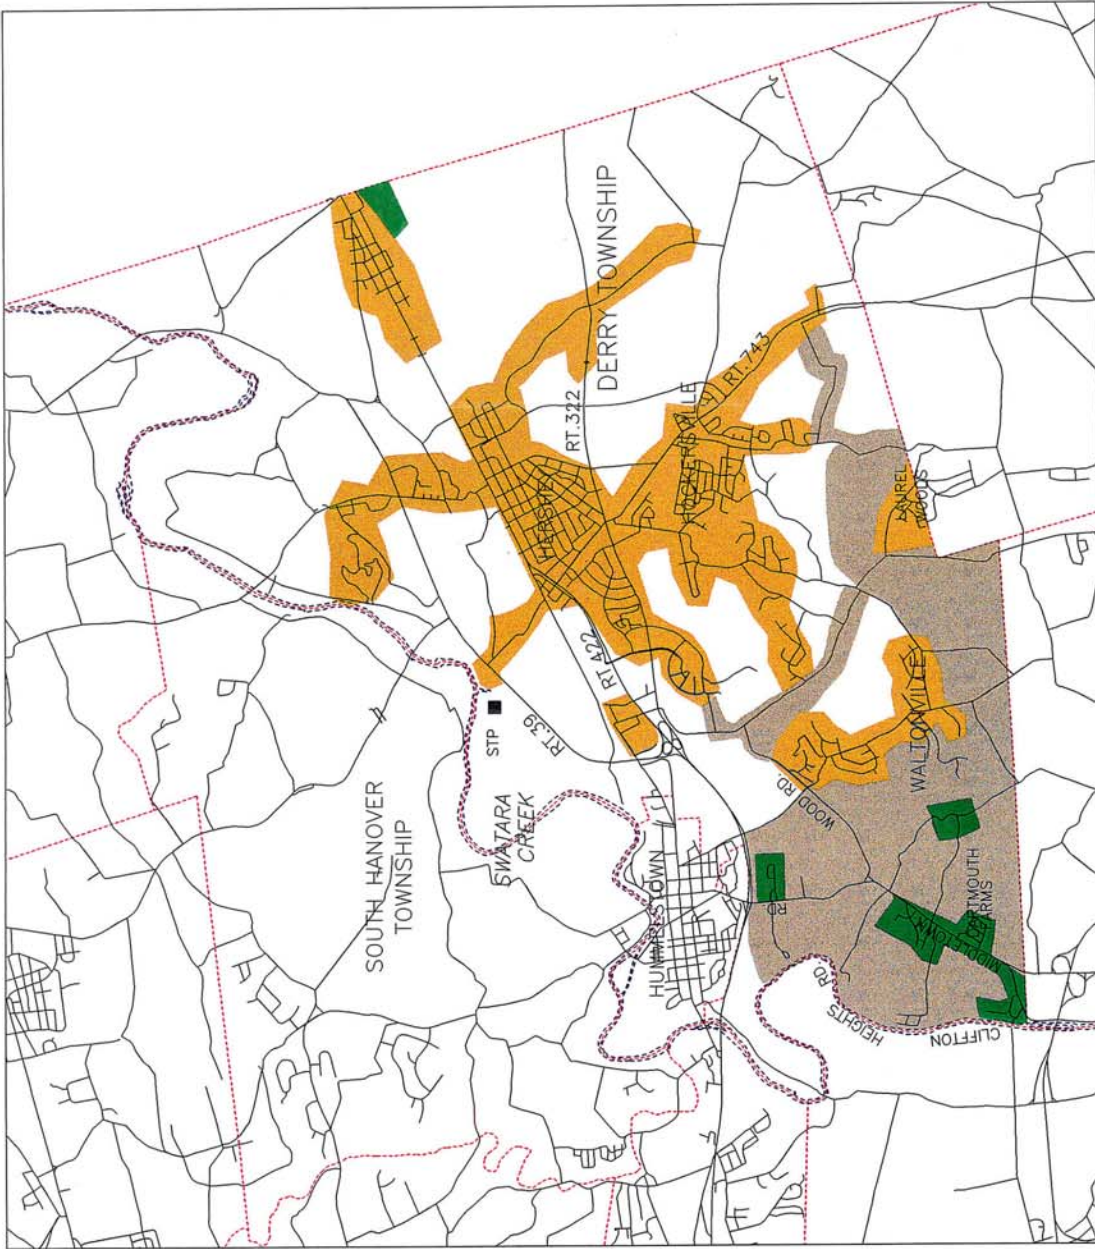 DERRY TOWNSHIP
RT.322
RT.743
HOCKERSVILLE
HERSHEY
LAUREL
WOODS
RT.422
RT.39
STP
SWATARA
CREEK
SOUTH HANOVER
TOWNSHIP
WALTONVILLE
WOOD RD.
HUMMELSTOWN
RD.
MIDDLETOWN
DARTMOUTH
FARMS
HEIGHTS RD
CLIFFTON